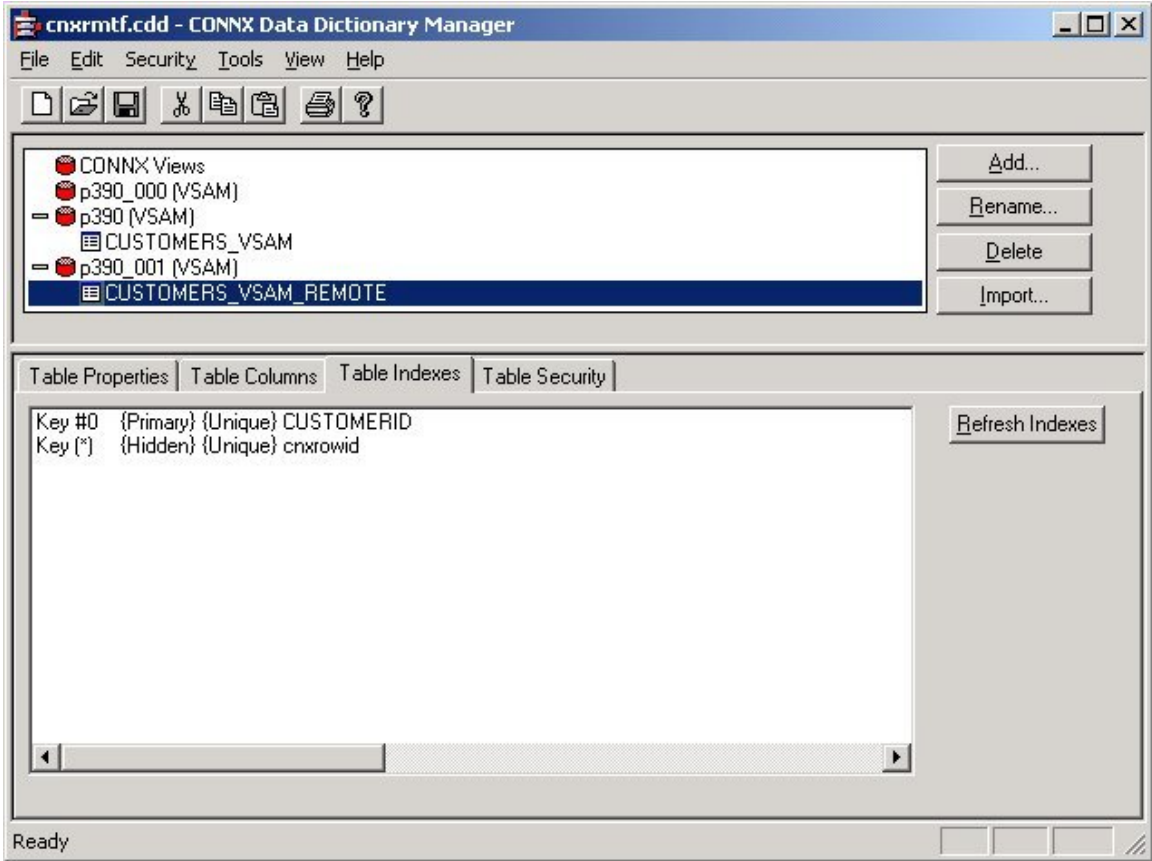 cnxrmtf.cdd - CONNX Data Dictionary Manager
File Edit Security Tools View Help
CONNX Views
p390_000 (VSAM)
p390 (VSAM)
CUSTOMERS_VSAM
p390_001 (VSAM)
CUSTOMERS_VSAM_REMOTE
Add...
Rename...
Delete
Import...
Table Properties Table Columns Table Indexes Table Security
Key #0 {Primary} {Unique} CUSTOMERID
Key (*) {Hidden} {Unique} cnxrowid
Refresh Indexes
Ready